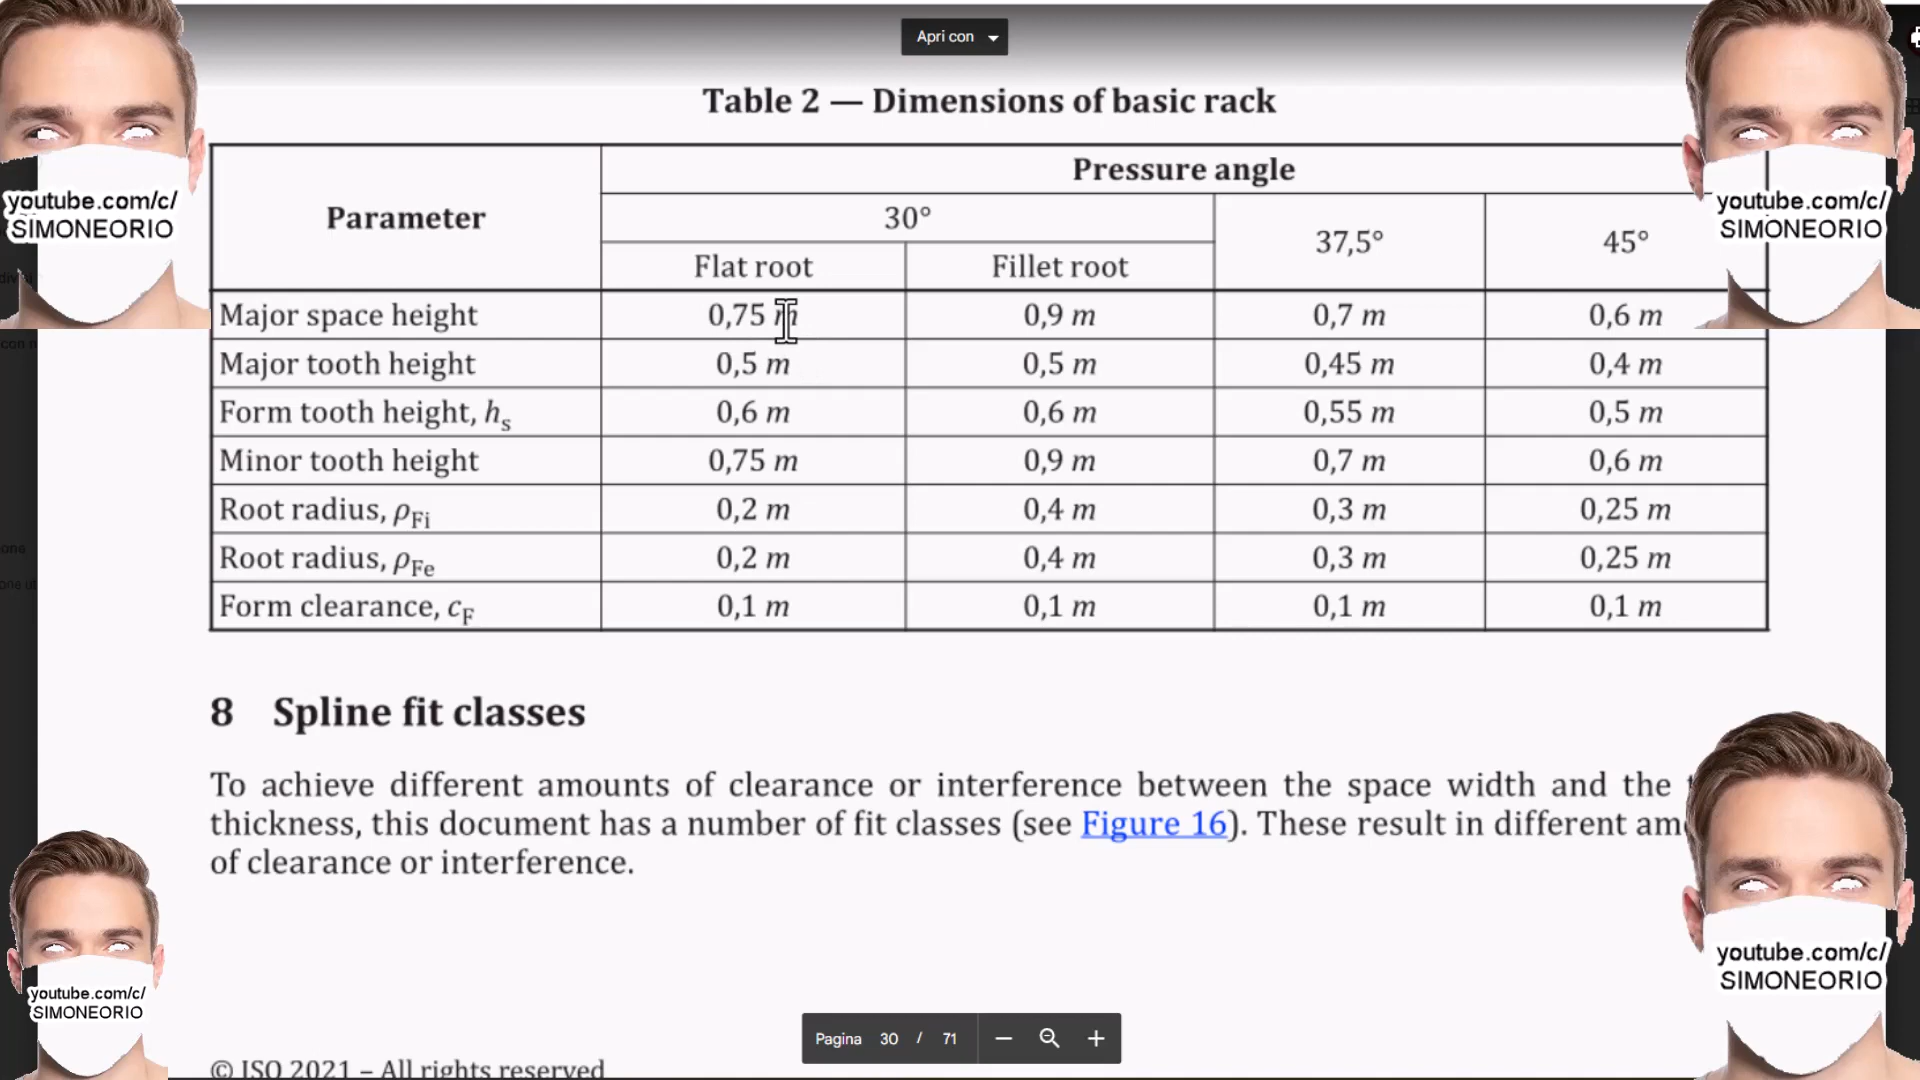 Apri con
Table 2 — Dimensions of basic rack
Parameter Pressure angle
30° 37,5° 45°
Flat root Fillet root
Major space height 0,75 m 0,9 m 0,7 m 0,6 m
Major tooth height 0,5 m 0,5 m 0,45 m 0,4 m
Form tooth height, hs 0,6 m 0,6 m 0,55 m 0,5 m
Minor tooth height 0,75 m 0,9 m 0,7 m 0,6 m
Root radius, ρFi 0,2 m 0,4 m 0,3 m 0,25 m
Root radius, ρFe 0,2 m 0,4 m 0,3 m 0,25 m
Form clearance, cF 0,1 m 0,1 m 0,1 m 0,1 m
8 Spline fit classes
To achieve different amounts of clearance or interference between the space width and the
thickness, this document has a number of fit classes (see Figure 16). These result in different
of clearance or interference.
Pagina 30 / 71
© ISO 2021 – All rights reserved
youtube.com/c/
SIMONEORIO
youtube.com/c/
SIMONEORIO
youtube.com/c/
SIMONEORIO
youtube.com/c/
SIMONEORIO